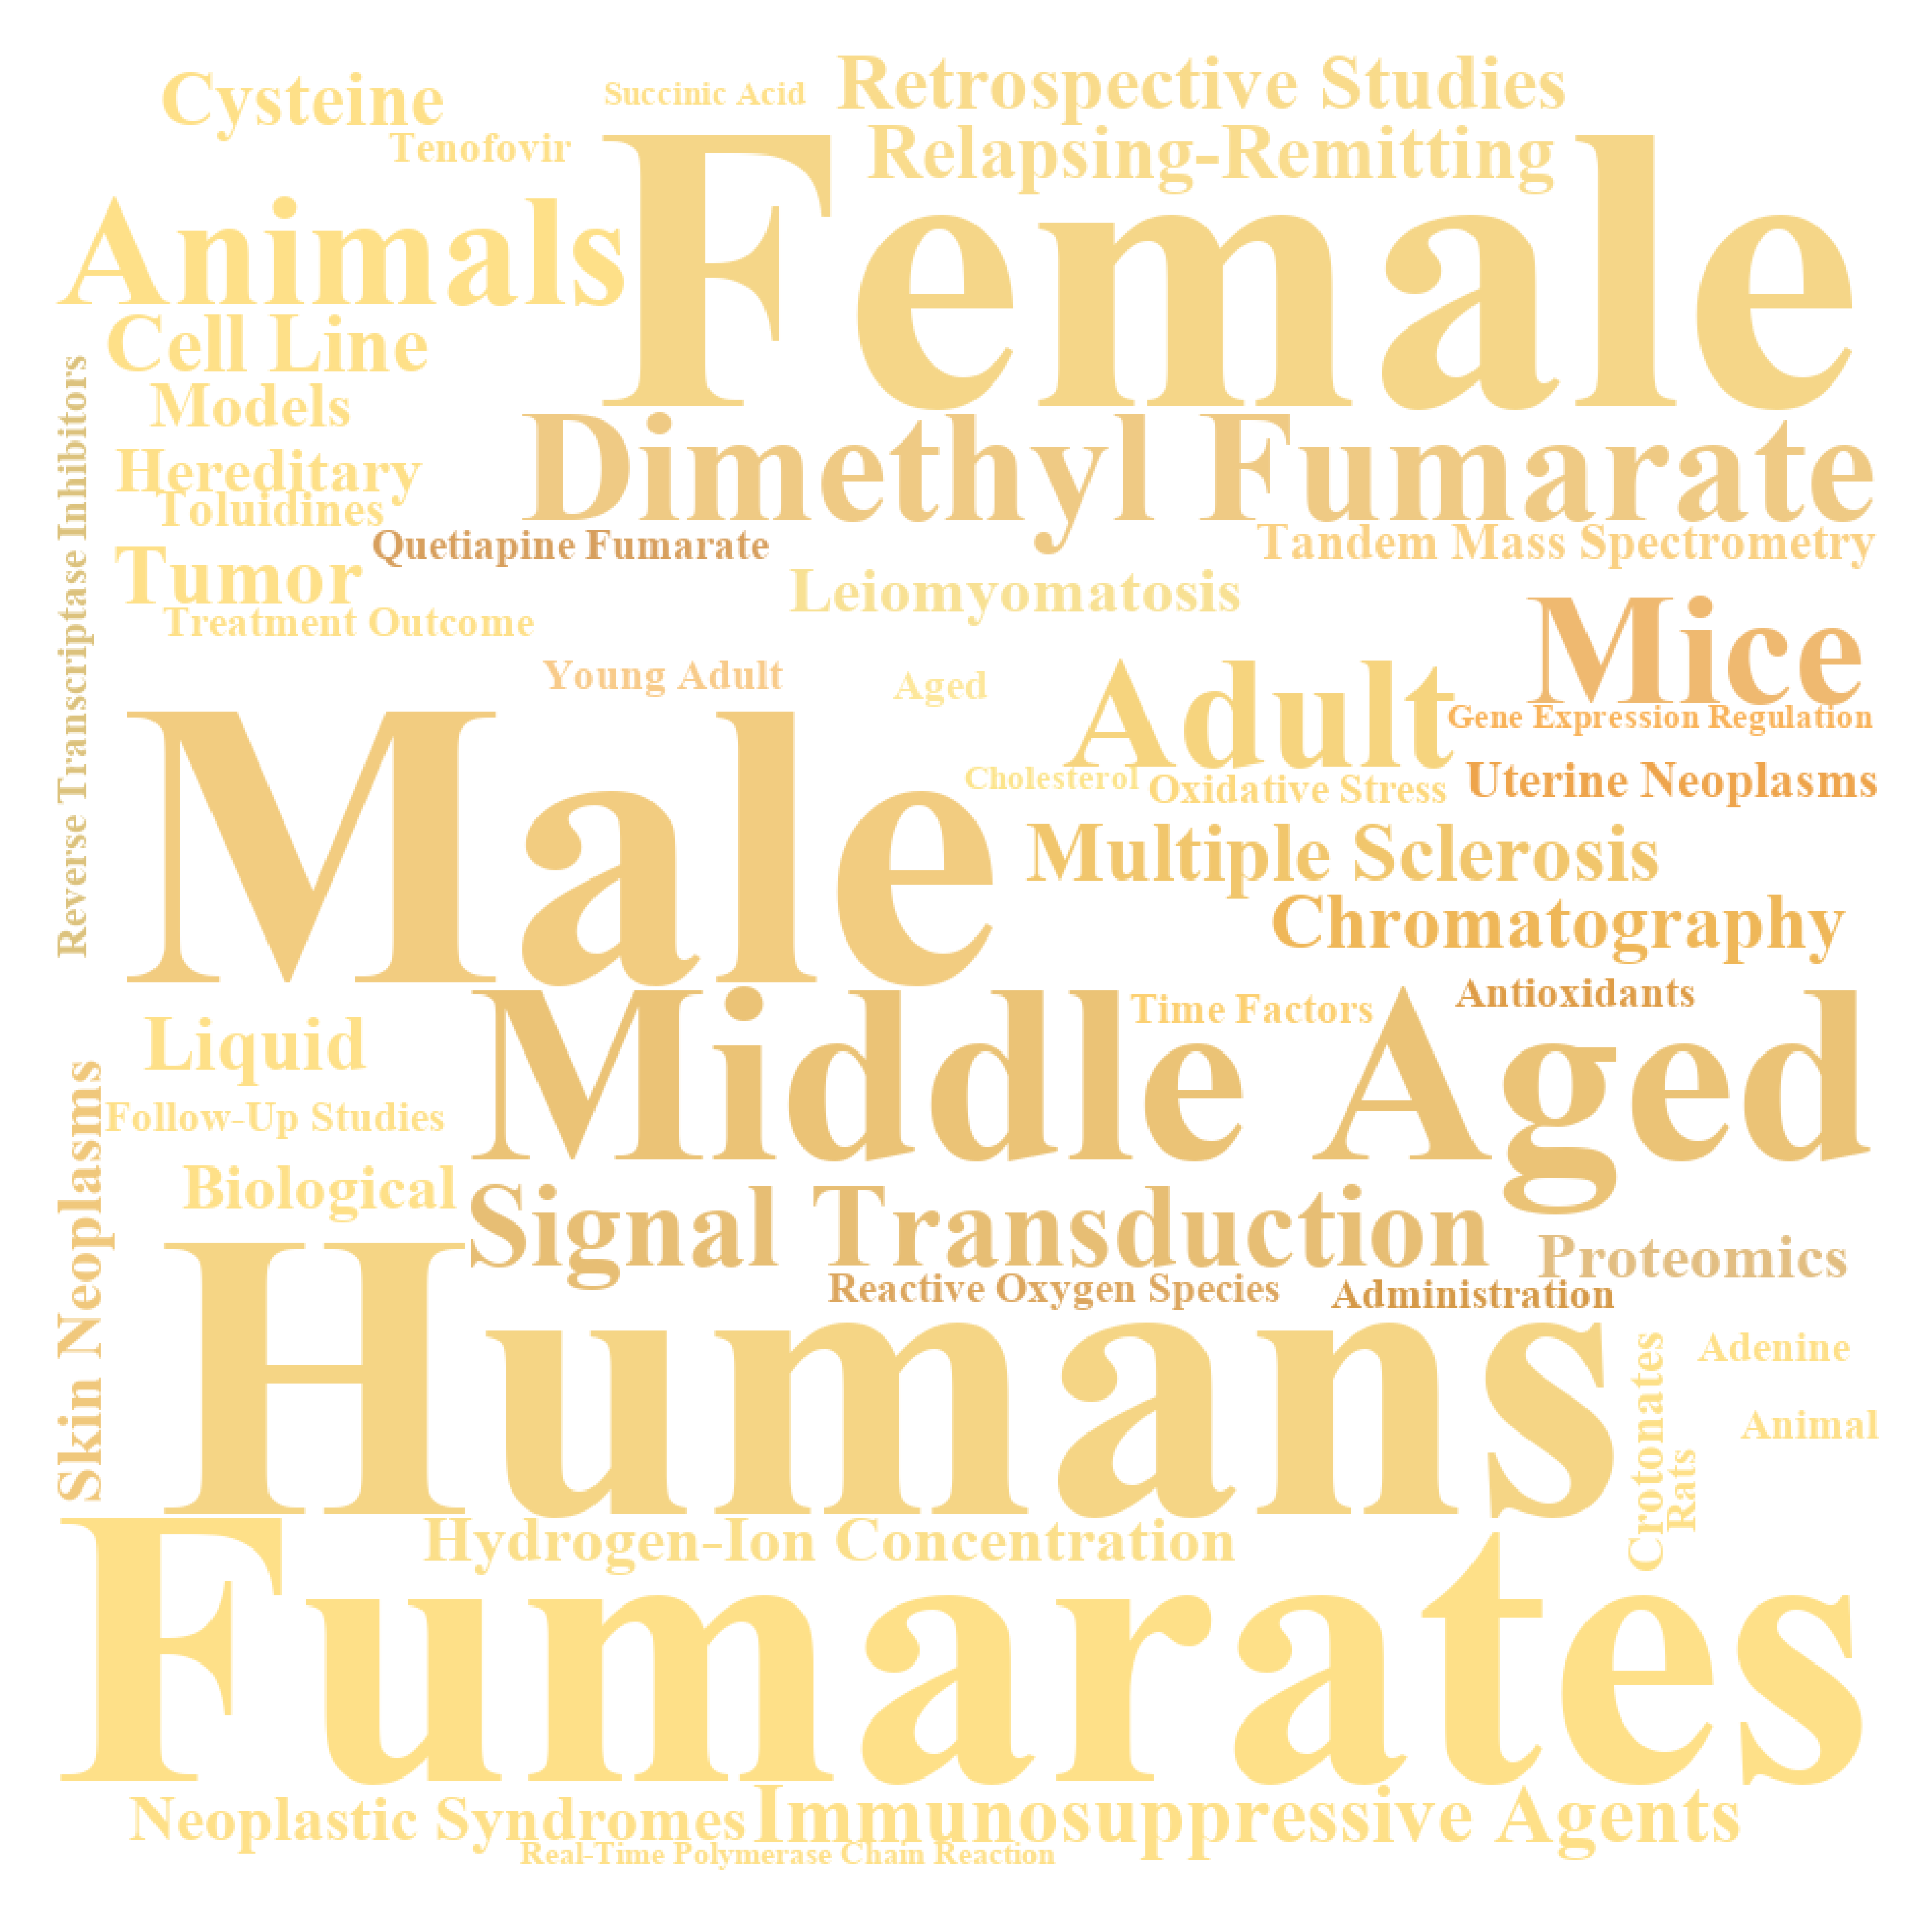 Cysteine
Succinic Acid
Retrospective Studies
Tenofovir
Relapsing-Remitting
Animals
Female
Cell Line
Models
Hereditary
Dimethyl Fumarate
Toluidines
Quetiapine Fumarate
Tandem Mass Spectrometry
Tumor
Leiomyomatosis
Treatment Outcome
Mice
Reverse Transcriptase Inhibitors
Young Adult
Aged
Adult
Gene Expression Regulation
Cholesterol
Oxidative Stress
Uterine Neoplasms
Male
Multiple Sclerosis
Chromatography
Antioxidants
Time Factors
Liquid
Middle Aged
Follow-Up Studies
Skin Neoplasms
Biological
Signal Transduction
Proteomics
Reactive Oxygen Species
Administration
Humans
Adenine
Crotonates
Animal
Rats
Hydrogen-Ion Concentration
Fumarates
Neoplastic Syndromes
Immunosuppressive Agents
Real-Time Polymerase Chain Reaction